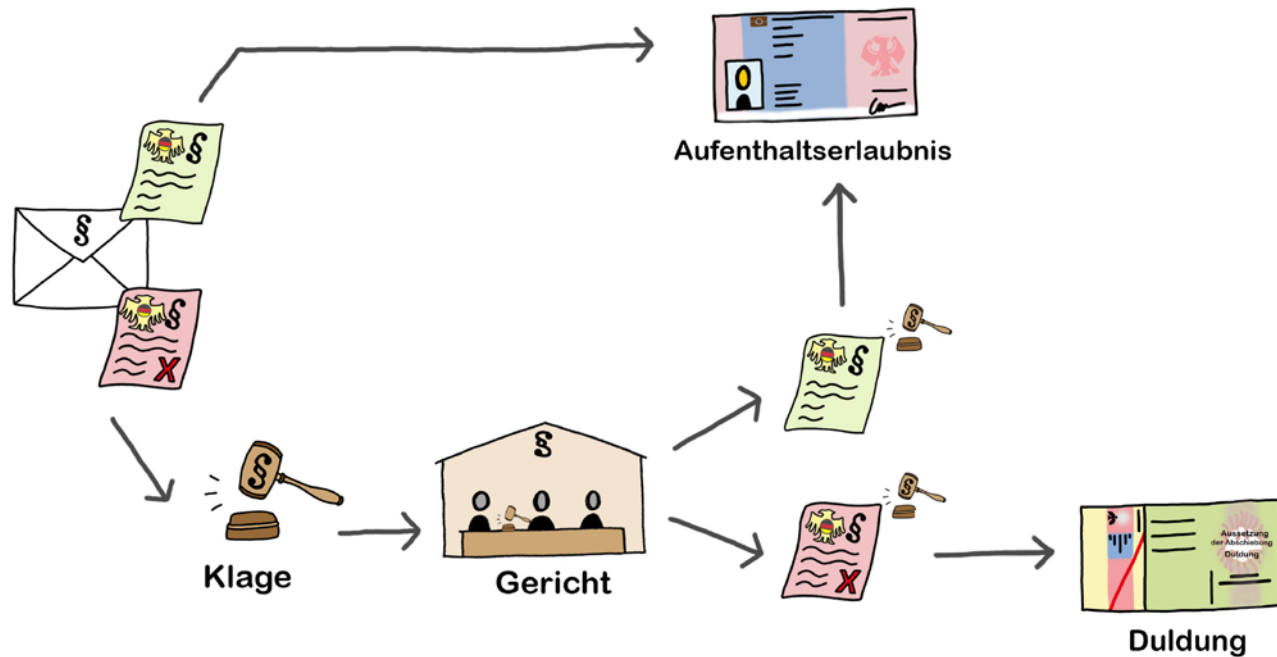 §
Aufenthaltserlaubnis
§
§
X
§
§
§
§
§
Klage
Gericht
§
§
X
Aussetzung
der Abschiebung
Duldung
Duldung